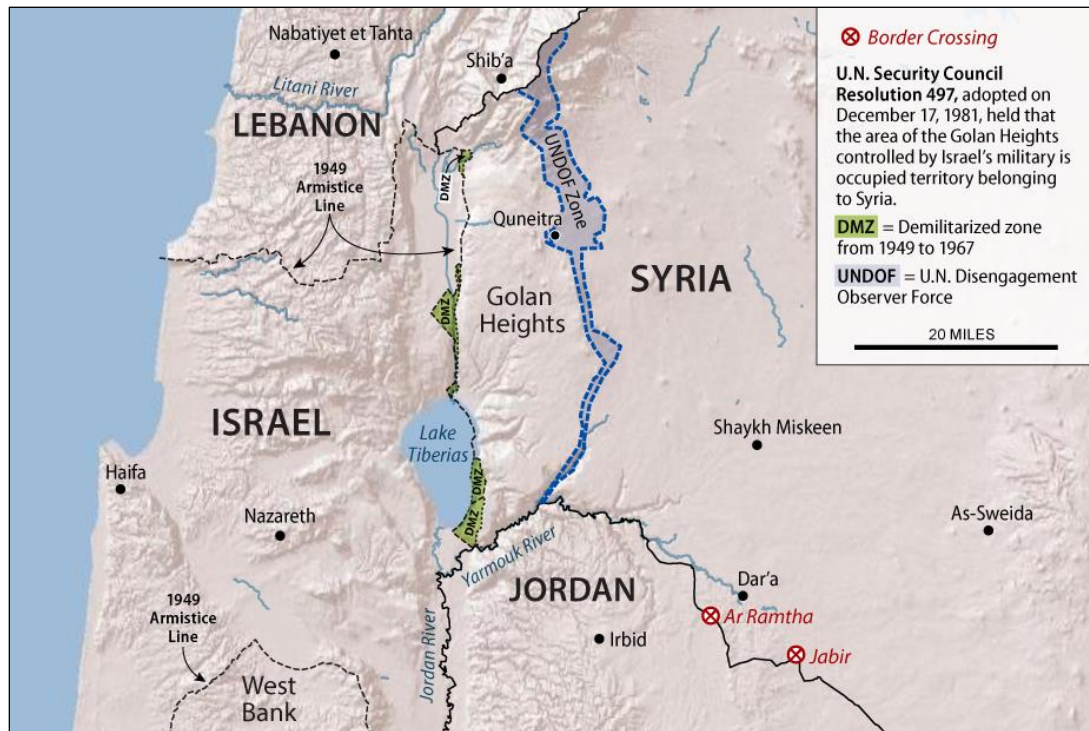 Nabatiyet et Tahta
Shib'a
Litani River
LEBANON
1949
Armistice
Line
DMZ
UNDOF Zone
Quneitra
SYRIA
DMZ
Golan
Heights
ISRAEL
Lake
Tiberias
Haifa
Nazareth
DMZ
DMZ
Shaykh Miskeen
As-Sweida
Yarmouk River
JORDAN
Dar'a
Ar Ramtha
Irbid
Jabir
1949
Armistice
Line
Jordan River
West
Bank
Border Crossing
U.N. Security Council
Resolution 497, adopted on
December 17, 1981, held that
the area of the Golan Heights
controlled by Israel's military is
occupied territory belonging
to Syria.
DMZ = Demilitarized zone
from 1949 to 1967
UNDOF = U.N. Disengagement
Observer Force
20 MILES